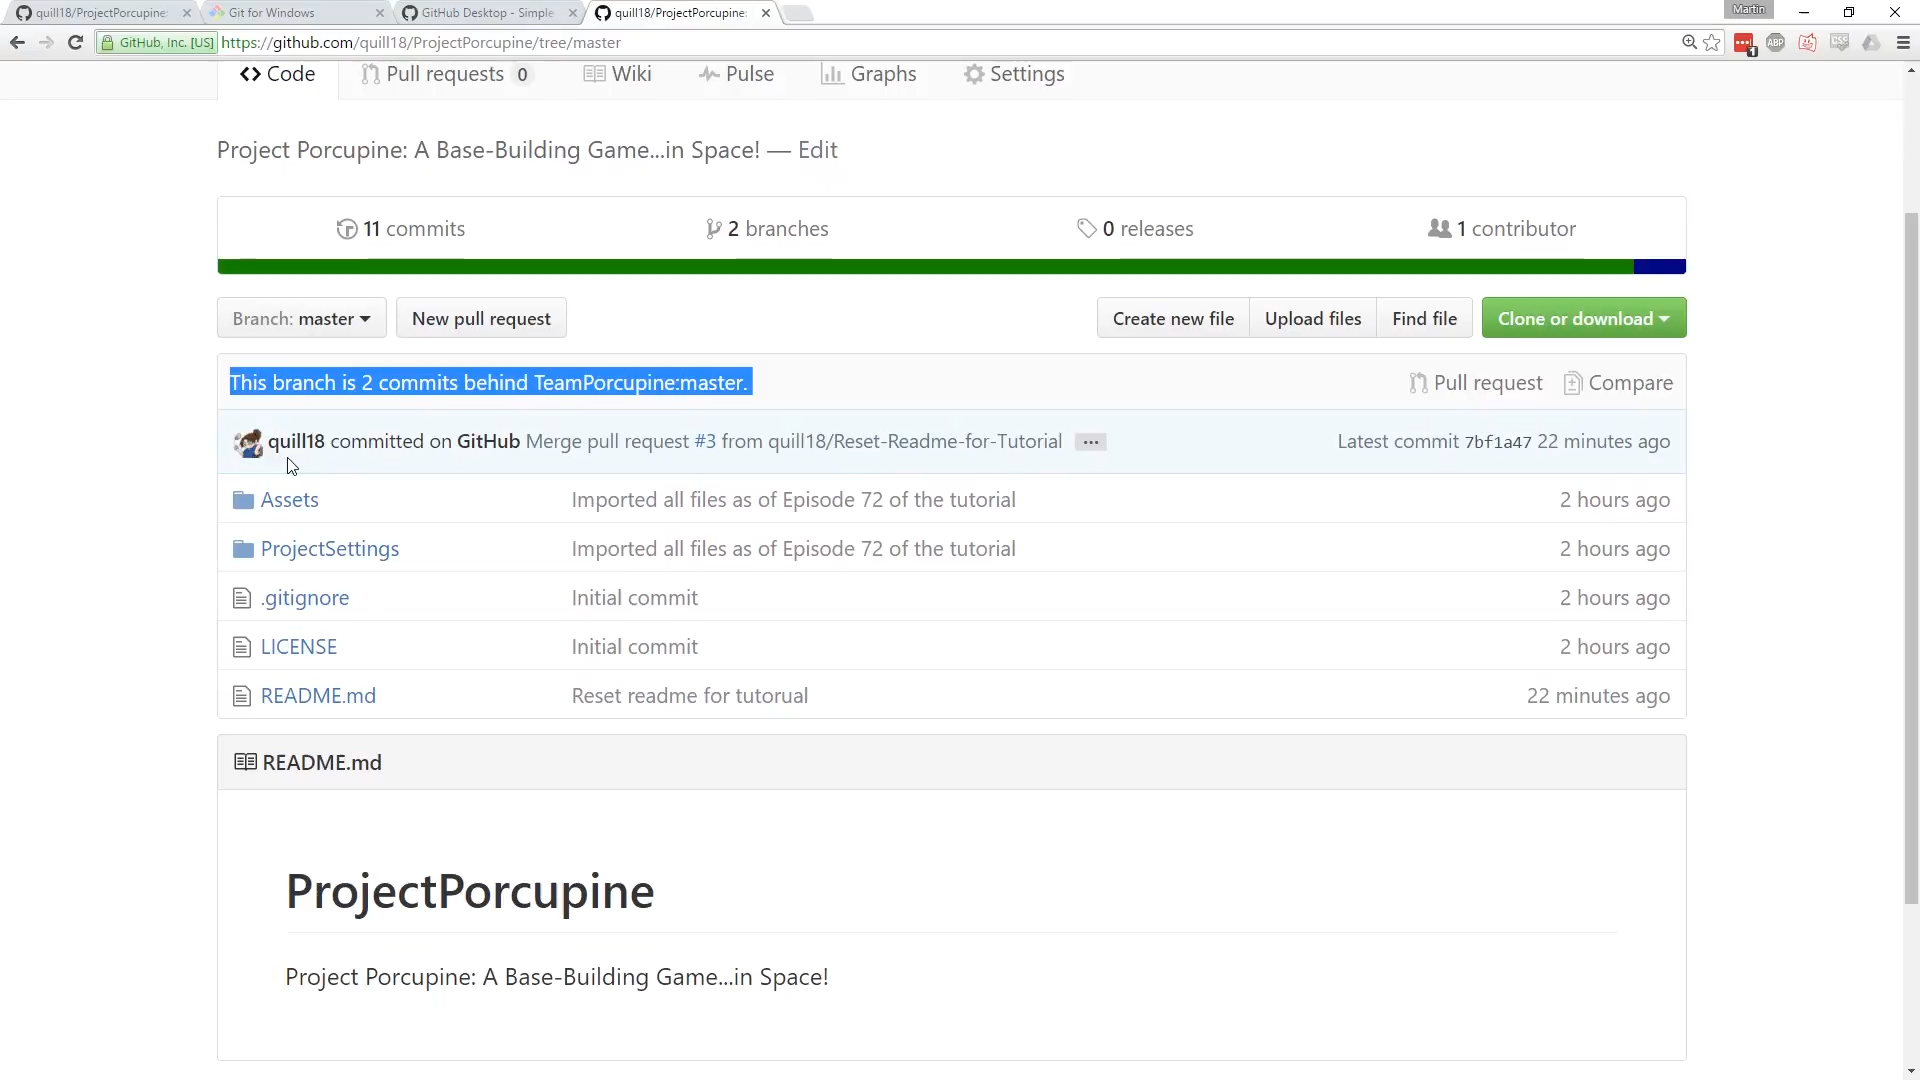 quill18/ProjectPorcupine
Git for Windows
GitHub Desktop - Simple
quill18/ProjectPorcupine:
Martin
GitHub, Inc. [US]
https://github.com/quill18/ProjectPorcupine/tree/master
1
ABP
CSS
Code
Pull requests 0
Wiki
Pulse
Graphs
Settings
Project Porcupine: A Base-Building Game...in Space! — Edit
11 commits
2 branches
0 releases
1 contributor
Branch: master
New pull request
Create new file
Upload files
Find file
Clone or download
This branch is 2 commits behind TeamPorcupine:master.
Pull request
Compare
quill18 committed on GitHub Merge pull request #3 from quill18/Reset-Readme-for-Tutorial ...
Latest commit 7bf1a47 22 minutes ago
Assets
Imported all files as of Episode 72 of the tutorial
2 hours ago
ProjectSettings
Imported all files as of Episode 72 of the tutorial
2 hours ago
.gitignore
Initial commit
2 hours ago
LICENSE
Initial commit
2 hours ago
README.md
Reset readme for tutorual
22 minutes ago
README.md
ProjectPorcupine
Project Porcupine: A Base-Building Game...in Space!